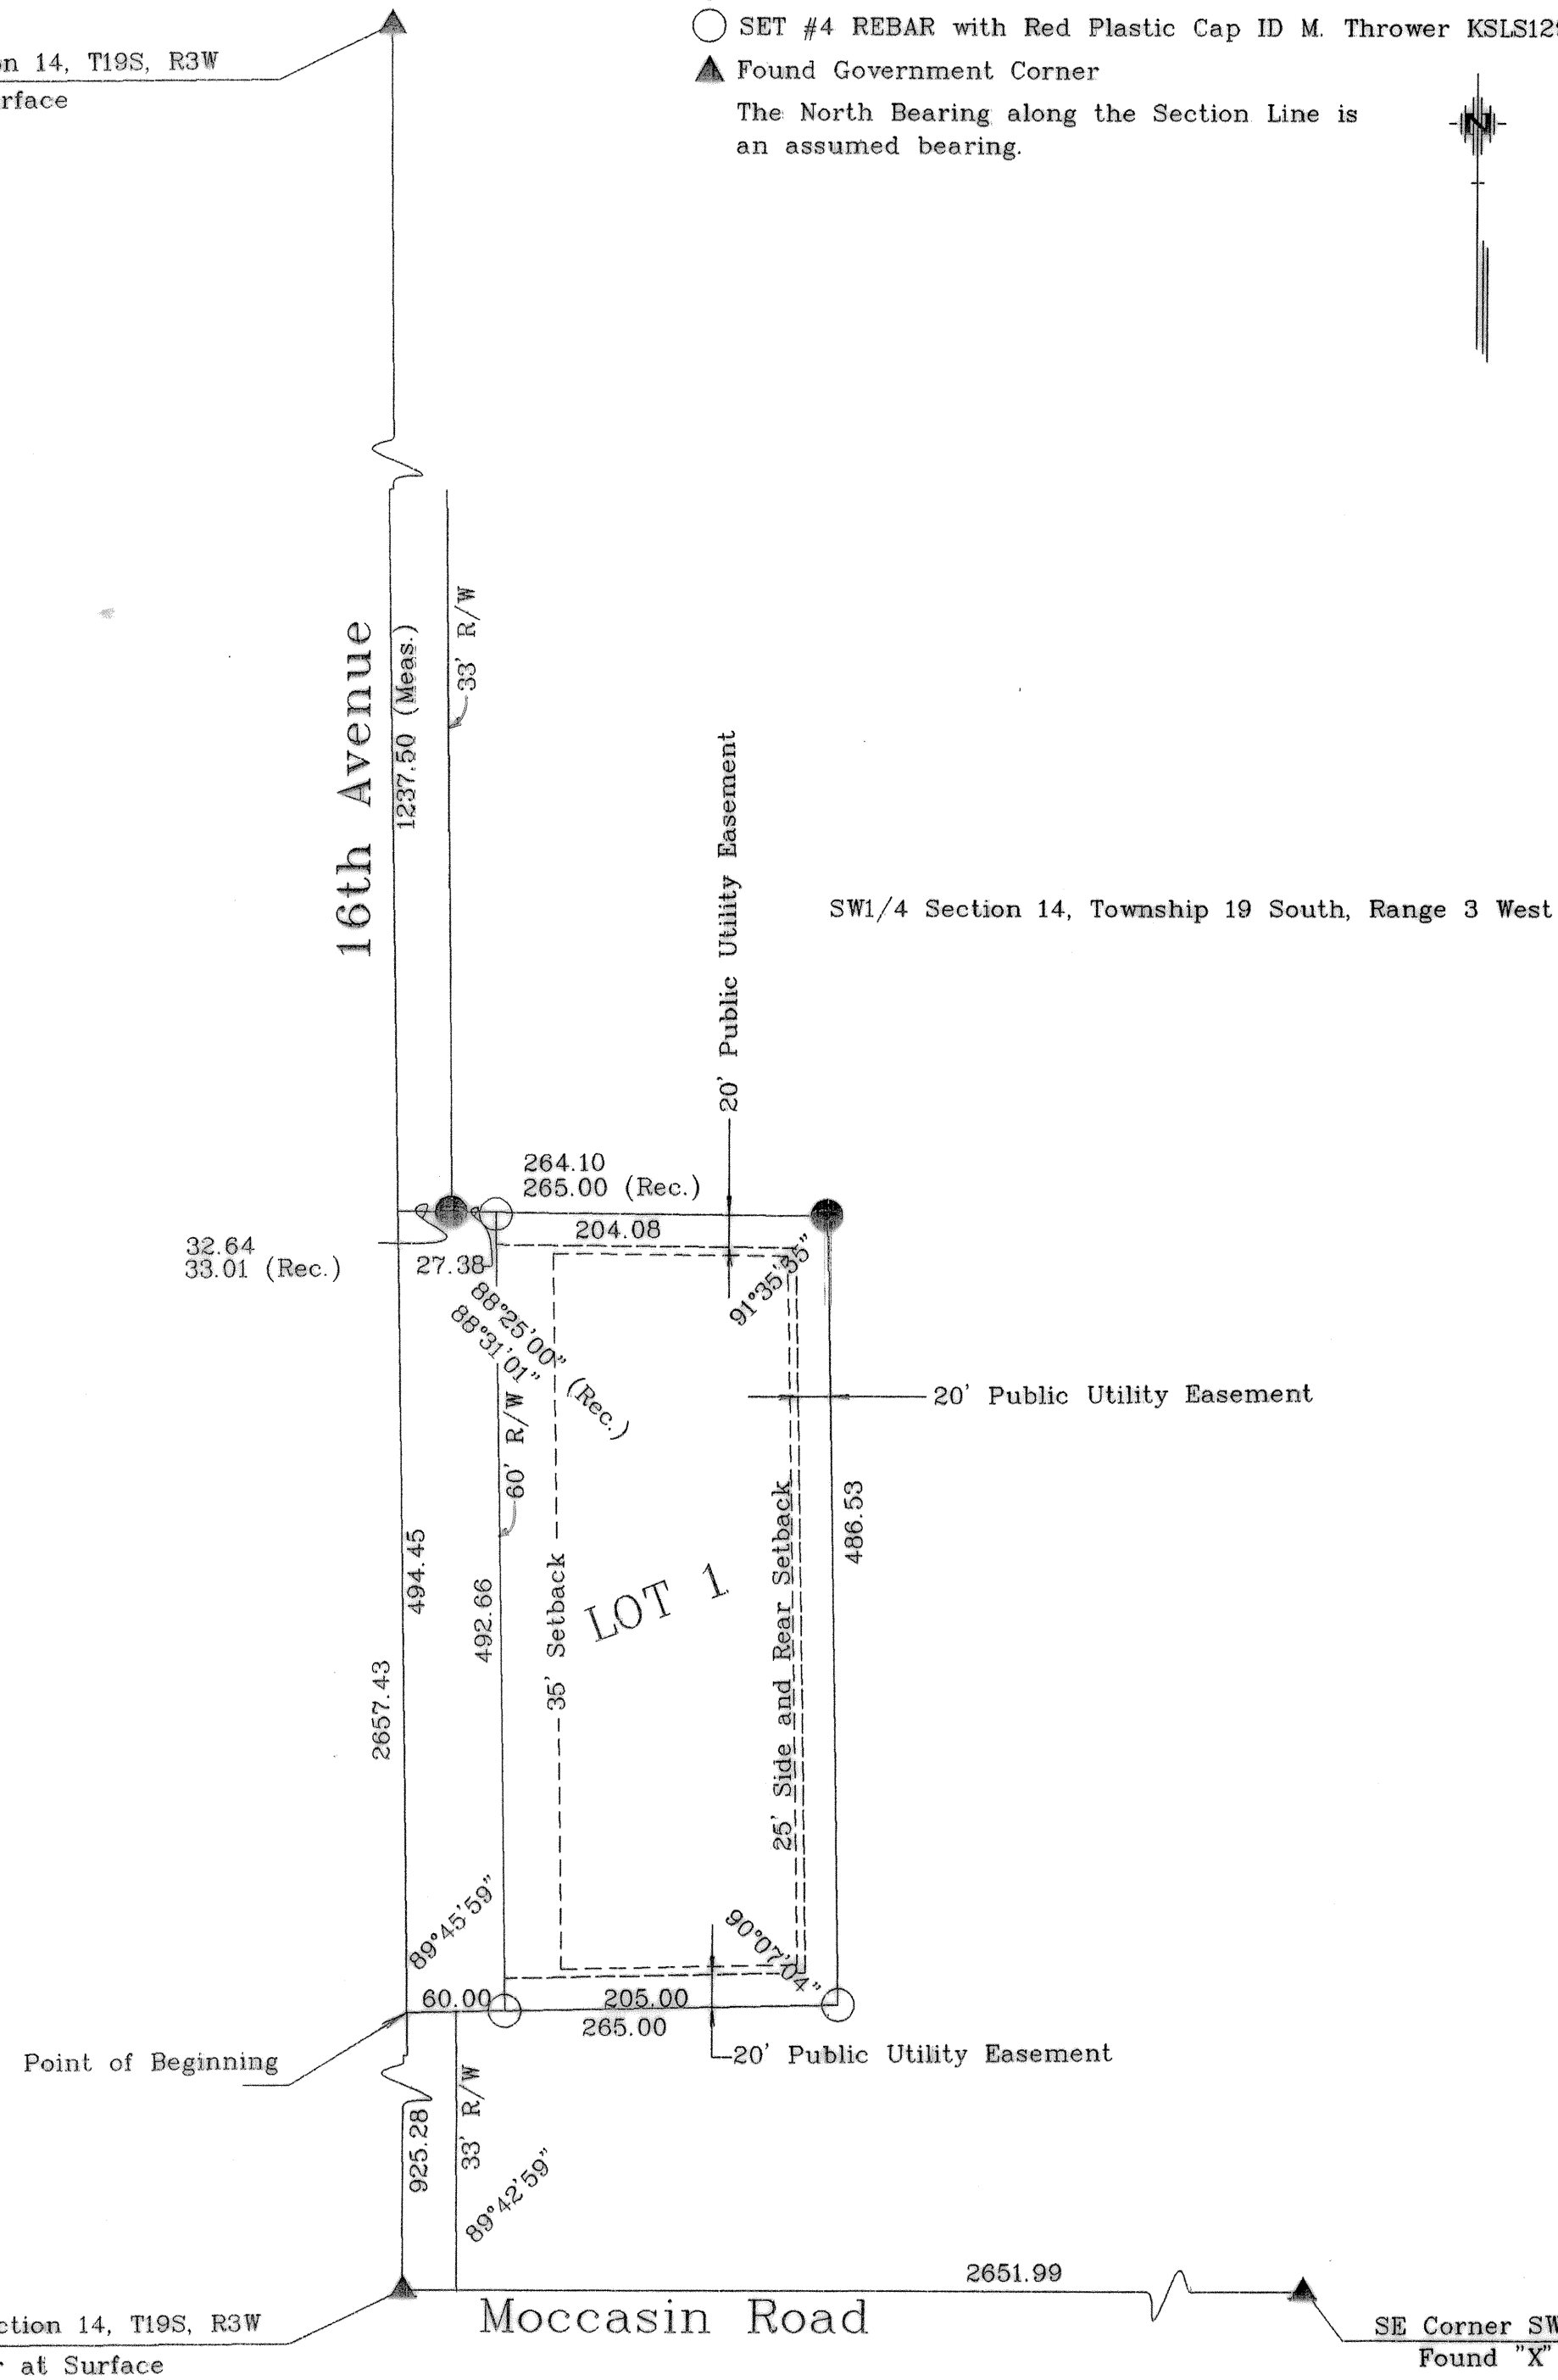 SET #4 REBAR with Red Plastic Cap ID M. Thrower
Found Government Corner
The North Bearing along the Section Line is
an assumed bearing.
N
14, T19S, R3W
16th Avenue
1237.50 (Meas.)
33' R/W
20' Public Utility Easement
SW1/4 Section 14, Township 19 South, Range 3 West
264.10
265.00 (Rec.)
204.08
32.64
33.01 (Rec.)
27.38
91°35'35"
88°25'00" (Rec.)
88°31'01"
60' R/W
20' Public Utility Easement
486.53
494.45
492.66
35' Setback
LOT 1
25' Side and Rear Setback
2657.43
89°45'59"
90°07'04"
60.00
205.00
265.00
20' Public Utility Easement
Point of Beginning
925.28
33' R/W
89°42'59"
2651.99
Moccasin Road
14, T19S, R3W
at Surface
SE Corner
Found "X"